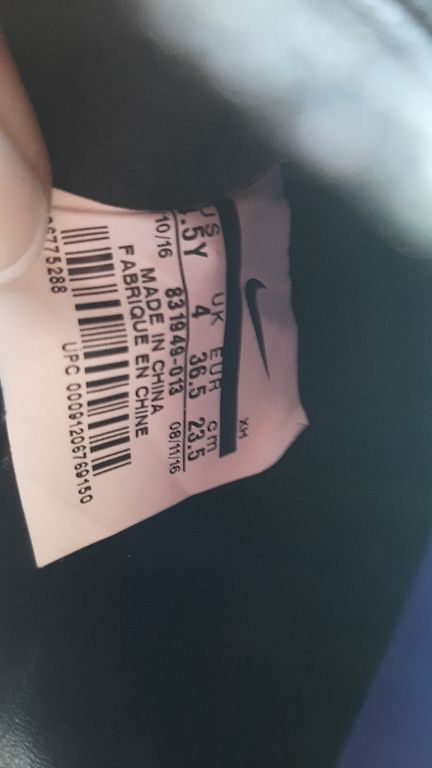 XH
US UK EUR cm
.5Y 4 36.5 23.5
10/16 831949-013 08/11/16
MADE IN CHINA
FABRIQUE EN CHINE
UPC 00091206769150
6775288